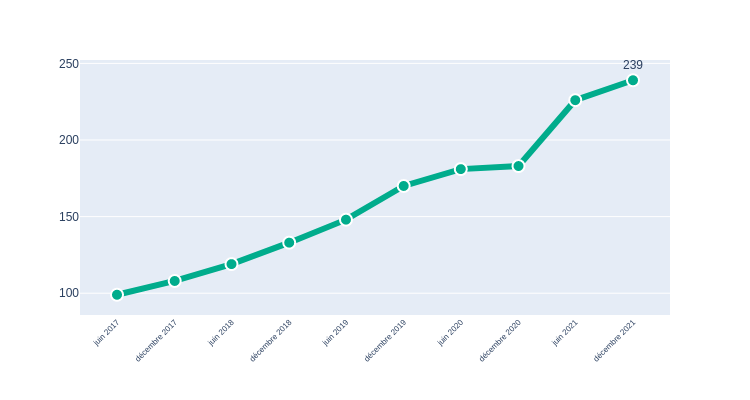 239
250
200
150
100
juin 2017
décembre 2017
juin 2018
décembre 2018
juin 2019
décembre 2019
juin 2020
décembre 2020
juin 2021
décembre 2021